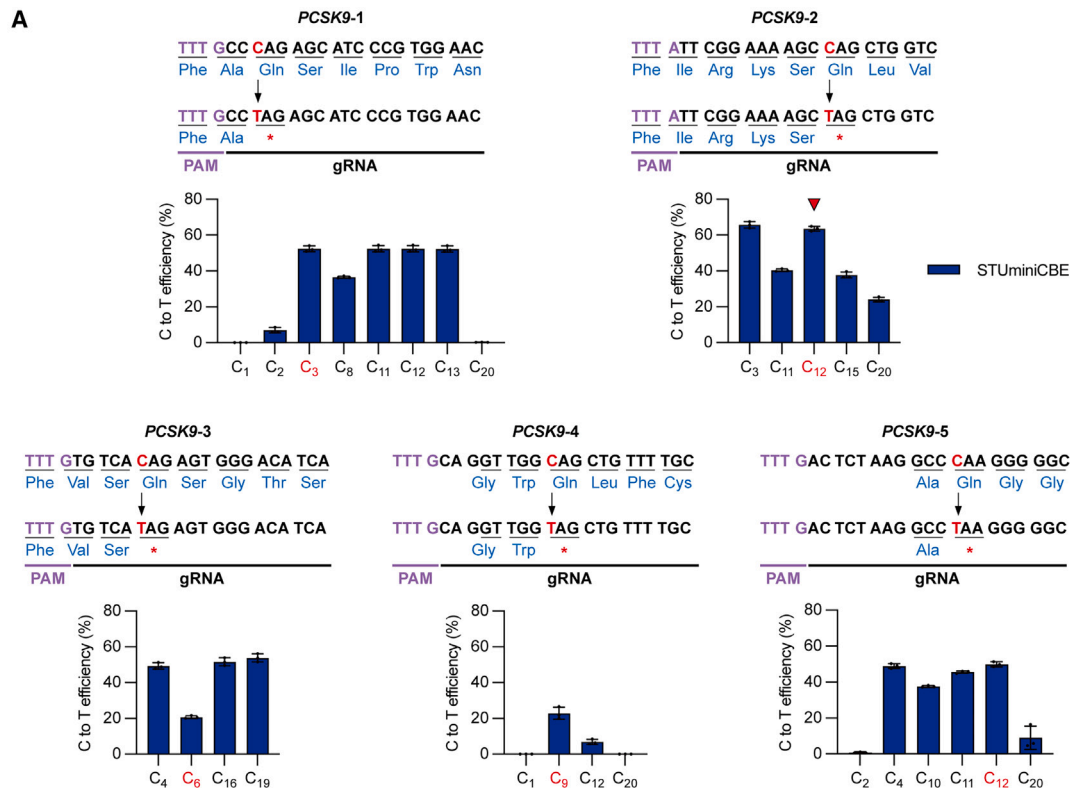 A
PCSK9-1
TTT GCC CAG AGC ATC CCG TGG AAC
Phe Ala Gln Ser Ile Pro Trp Asn
GCC TAG AGC ATC CCG TGG AAC
TTT
Phe Ala *
PAM gRNA
C to T efficiency (%)
80
60
40
20
0
C1 C2 C3 C8 C11 C12 C13 C20
PCSK9-2
TTT ATT CGG AAA AGC CAG CTG GTC
Phe Ile Arg Lys Ser Gln Leu Val
TTT ATT CGG AAA AGC TAG CTG GTC
Phe Ile Arg Lys Ser *
PAM gRNA
C to T efficiency (%)
80
60
40
20
0
C3 C11 C12 C15 C20
STUminiCBE
PCSK9-3
TTT GTG TCA CAG AGT GGG ACA TCA
Phe Val Ser Gln Ser Gly Thr Ser
TTT GTG TCA TAG AGT GGG ACA TCA
Phe Val Ser *
PAM gRNA
C to T efficiency (%)
80
60
40
20
0
C4 C6 C16 C19
PCSK9-4
TTT GCA GGT TGG CAG CTG TTT TGC
Gly Trp Gln Leu Phe Cys
TTT GCA GGT TGG TAG CTG TTT TGC
Gly Trp *
PAM gRNA
C to T efficiency (%)
80
60
40
20
0
C1 C9 C12 C20
PCSK9-5
TTT GAC TCT AAG GCC CAA GGG GGC
Ala Gln Gly Gly
TTT GAC TCT AAG GCC TAA GGG GGC
Ala *
PAM gRNA
C to T efficiency (%)
80
60
40
20
0
C2 C4 C10 C11 C12 C20